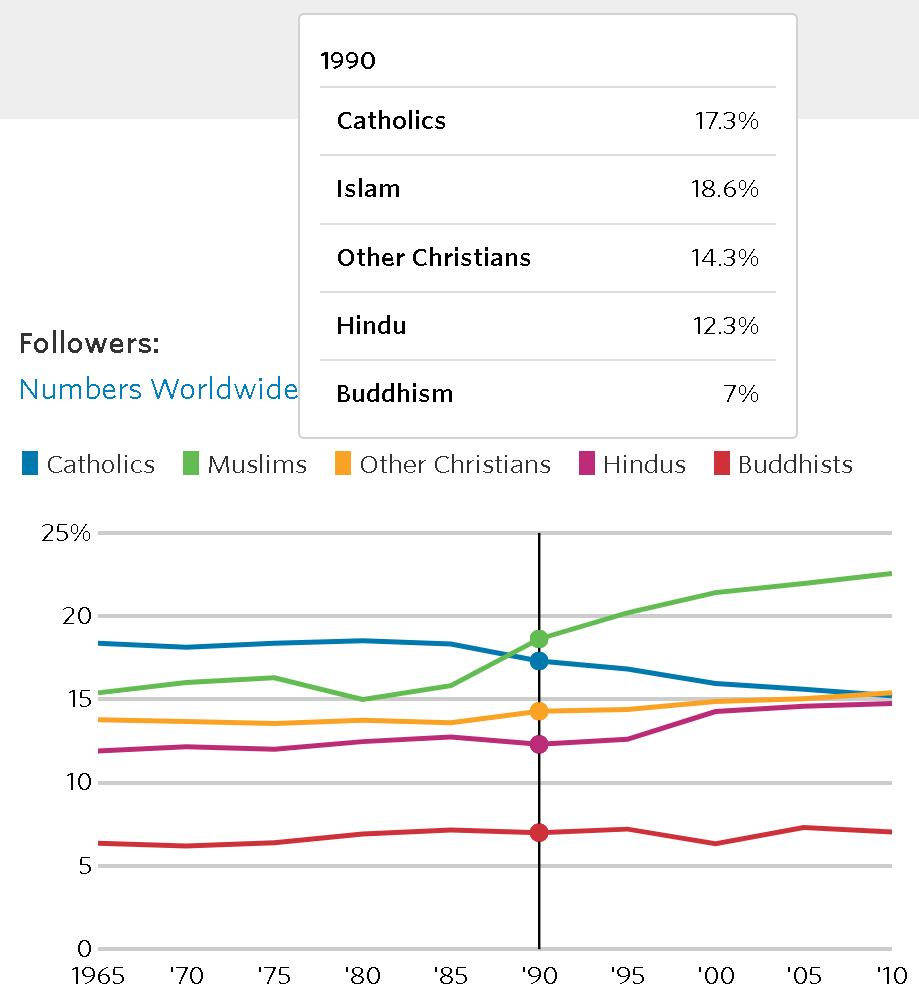 1990
Catholics 17.3%
Islam 18.6%
Other Christians 14.3%
Hindu 12.3%
Buddhism 7%
Followers:
Numbers Worldwide
Catholics Muslims Other Christians Hindus Buddhists
25%
20
15
10
5
0
1965 '70 '75 '80 '85 '90 '95 '00 '05 '10